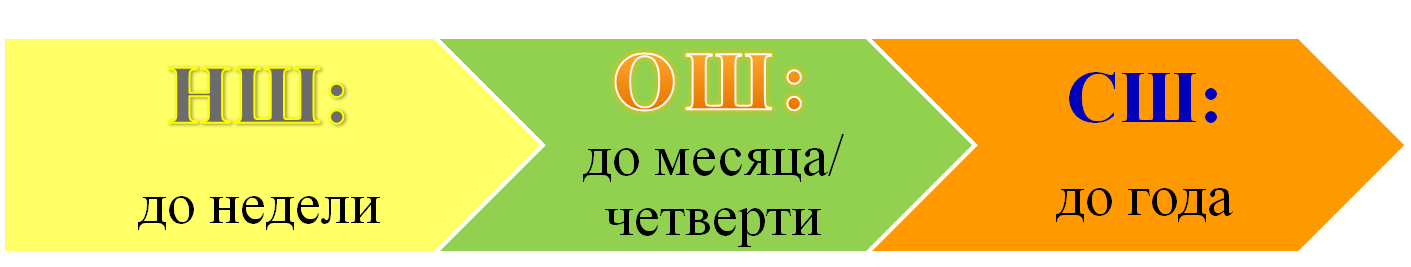 НШ:
до недели
ОШ:
до месяца/
четверти
СШ:
до года